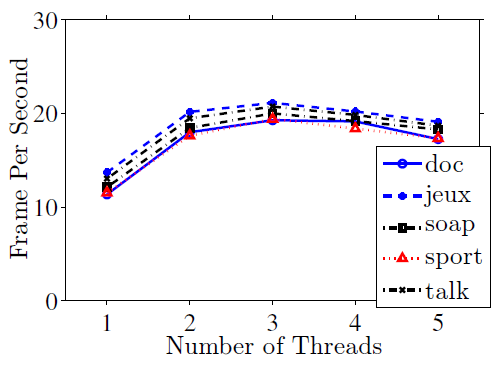 30
20
10
0
Frame Per Second
1 2 3 4 5
Number of Threads
doc
jeux
soap
sport
talk